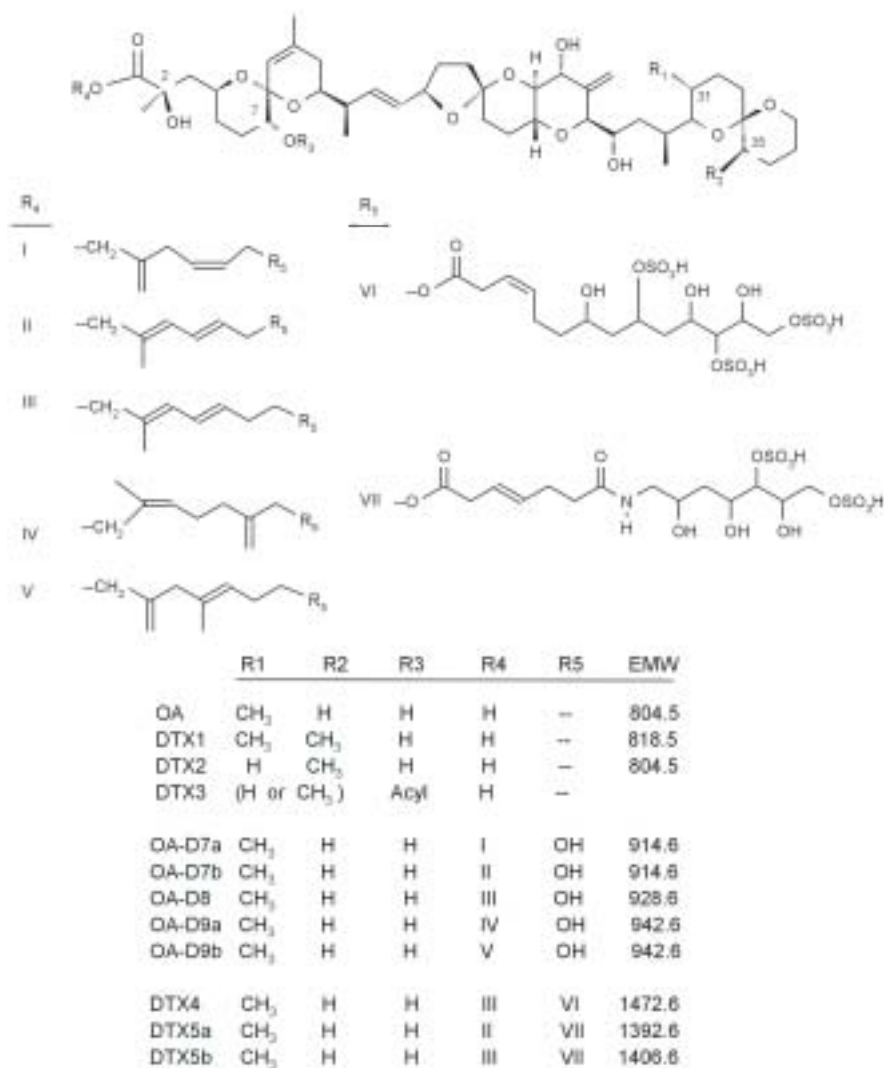 O
R₄O
2
OH
O
7
O
OR₃
O
O
H
OH
O
H
O
OH
R₁
31
O
O
35
R₂
R₄
R₅
I
–CH₂
R₅
II
–CH₂
R₅
III
–CH₂
R₅
IV
–CH₂
R₅
V
–CH₂
R₅
VI
–O
O
OH
OSO₃H
OH
OH
OSO₃H
OSO₃H
VII
–O
O
O
N
H
OH
OH
OSO₃H
OH
OSO₃H
R1 R2 R3 R4 R5 EMW
OA CH₃ H H H -- 804.5
DTX1 CH₃ CH₃ H H -- 818.5
DTX2 H CH₃ H H -- 804.5
DTX3 (H or CH₃) Acyl H --
OA-D7a CH₃ H H I OH 914.6
OA-D7b CH₃ H H II OH 914.6
OA-D8 CH₃ H H III OH 928.6
OA-D9a CH₃ H H IV OH 942.6
OA-D9b CH₃ H H V OH 942.6
DTX4 CH₃ H H III VI 1472.6
DTX5a CH₃ H H II VII 1392.6
DTX5b CH₃ H H III VII 1406.6